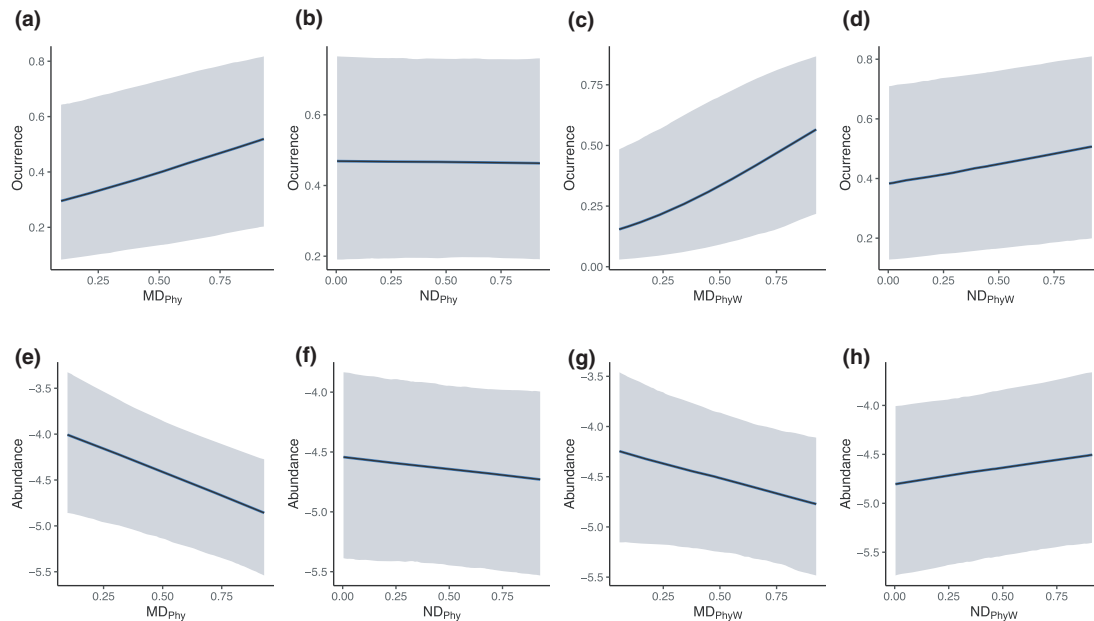 (a)
0.8
0.6
0.4
0.2
Ocurrence
0.25 0.50 0.75
MDPhy
(b)
0.6
0.4
0.2
Ocurrence
0.00 0.25 0.50 0.75
NDPhy
(c)
0.75
0.50
0.25
0.00
Ocurrence
0.25 0.50 0.75
MDPhyW
(d)
0.8
0.6
0.4
0.2
Ocurrence
0.00 0.25 0.50 0.75
NDPhyW
(e)
−3.5
−4.0
−4.5
−5.0
−5.5
Abundance
0.25 0.50 0.75
MDPhy
(f)
−4.0
−4.5
−5.0
−5.5
Abundance
0.00 0.25 0.50 0.75
NDPhy
(g)
−3.5
−4.0
−4.5
−5.0
−5.5
Abundance
0.25 0.50 0.75
MDPhyW
(h)
−4.0
−4.5
−5.0
−5.5
Abundance
0.00 0.25 0.50 0.75
NDPhyW